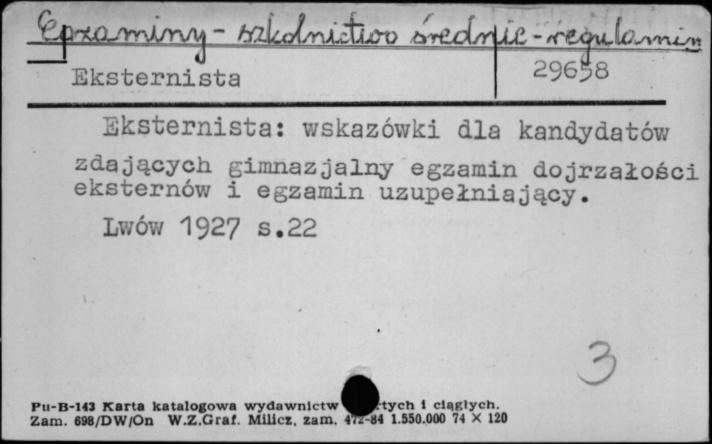 Egzaminy - szkolnictwo średnie - regulamin
Eksternista 29658
Eksternista: wskazówki dla kandydatów
zdających gimnazjalny egzamin dojrzałości
eksternów i egzamin uzupełniający.
Lwów 1927 s.22
3
Pu-B-143 Karta katalogowa wydawnictw i ciągłych.
Zam. 698/DW/On W.Z.Graf. Milicz, zam. 472-84 1.550.000 74 X 120